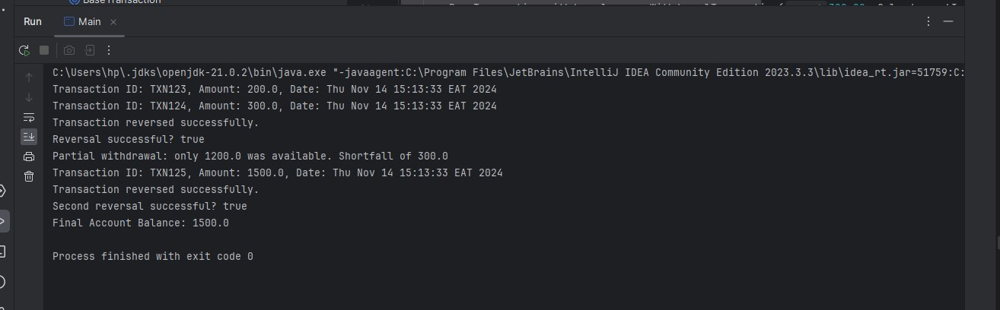 BaseTransaction
Run
Main
C:\Users\hp\.jdks\openjdk-21.0.2\bin\java.exe "-javaagent:C:\Program Files\JetBrains\IntelliJ IDEA Community Edition 2023.3.3\lib\idea_rt.jar=51759:C:
Transaction ID: TXN123, Amount: 200.0, Date: Thu Nov 14 15:13:33 EAT 2024
Transaction ID: TXN124, Amount: 300.0, Date: Thu Nov 14 15:13:33 EAT 2024
Transaction reversed successfully.
Reversal successful? true
Partial withdrawal: only 1200.0 was available. Shortfall of 300.0
Transaction ID: TXN125, Amount: 1500.0, Date: Thu Nov 14 15:13:33 EAT 2024
Transaction reversed successfully.
Second reversal successful? true
Final Account Balance: 1500.0
Process finished with exit code 0